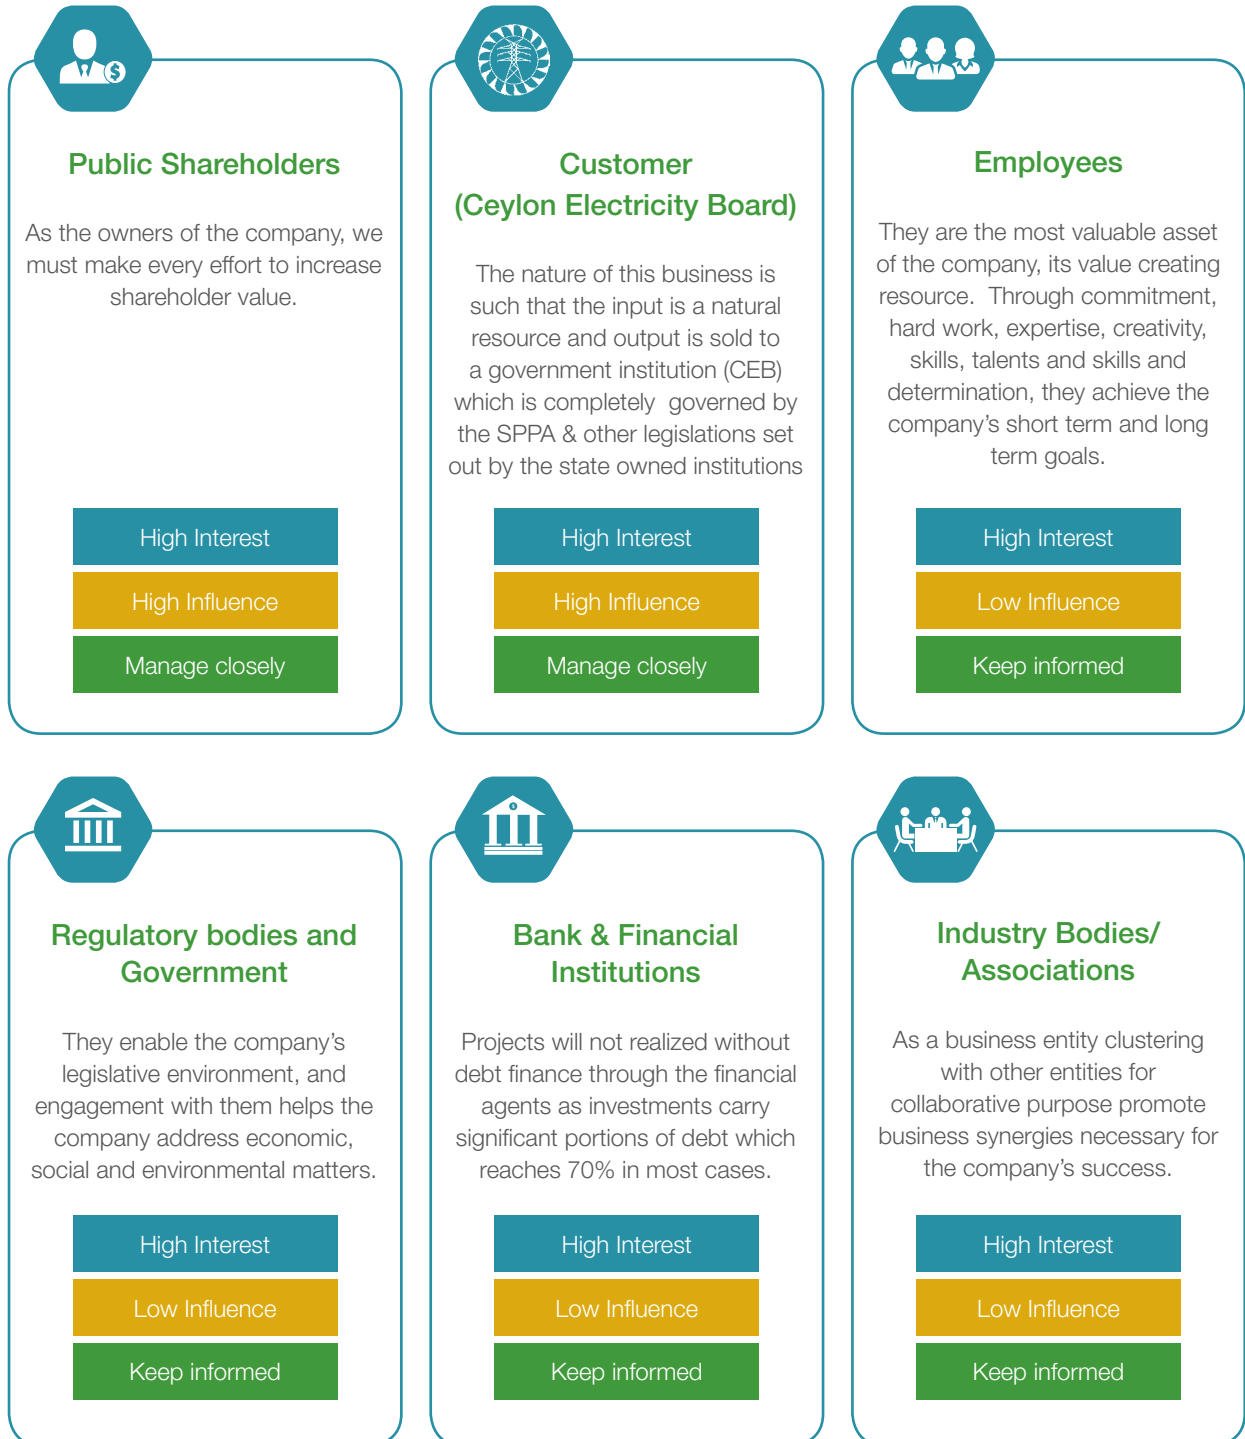 Public Shareholders
As the owners of the company, we
must make every effort to increase
shareholder value.
High Interest
High Influence
Manage closely
Customer
(Ceylon Electricity Board)
The nature of this business is
such that the input is a natural
resource and output is sold to
a government institution (CEB)
which is completely governed by
the SPPA & other legislations set
out by the state owned institutions
High Interest
High Influence
Manage closely
Employees
They are the most valuable asset
of the company, its value creating
resource. Through commitment,
hard work, expertise, creativity,
skills, talents and skills and
determination, they achieve the
company’s short term and long
term goals.
High Interest
Low Influence
Keep informed
Regulatory bodies and
Government
They enable the company’s
legislative environment, and
engagement with them helps the
company address economic,
social and environmental matters.
High Interest
Low Influence
Keep informed
Bank & Financial
Institutions
Projects will not realized without
debt finance through the financial
agents as investments carry
significant portions of debt which
reaches 70% in most cases.
High Interest
Low Influence
Keep informed
Industry Bodies/
Associations
As a business entity clustering
with other entities for
collaborative purpose promote
business synergies necessary for
the company’s success.
High Interest
Low Influence
Keep informed